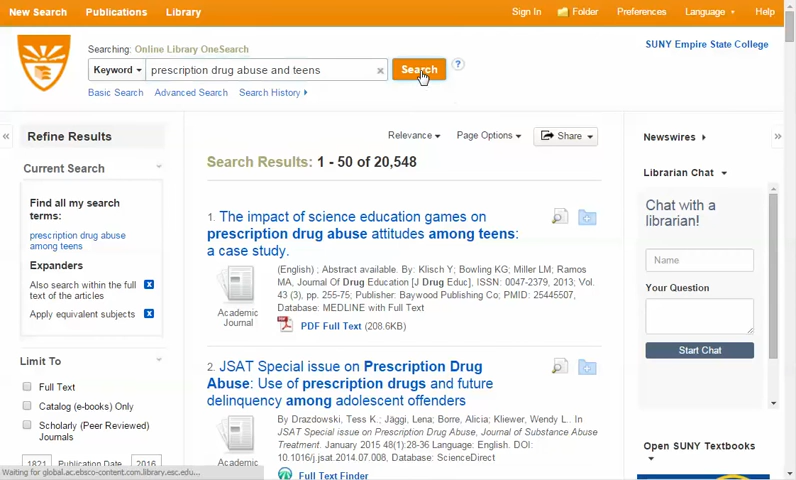 New Search Publications Library Sign In Folder Preferences Language Help
Searching: Online Library OneSearch
SUNY Empire State College
Keyword prescription drug abuse and teens × Search ?
Basic Search Advanced Search Search History
« Refine Results
Relevance Page Options Share
Newswires »
Current Search
Search Results: 1 - 50 of 20,548
Librarian Chat
Find all my search
terms:
prescription drug abuse
among teens
Expanders
Also search within the full
text of the articles
x
Apply equivalent subjects
x
Limit To
Full Text
Catalog (e-books) Only
Scholarly (Peer Reviewed)
Journals
1821 Publication Date 2016
1. The impact of science education games on
prescription drug abuse attitudes among teens:
a case study.
(English) ; Abstract available. By: Klisch Y; Bowling KG; Miller LM; Ramos
MA, Journal Of Drug Education [J Drug Educ], ISSN: 0047-2379, 2013; Vol.
43 (3), pp. 255-75; Publisher: Baywood Publishing Co; PMID: 25445507,
Database: MEDLINE with Full Text
Academic
Journal
PDF Full Text (208.6KB)
2. JSAT Special issue on Prescription Drug
Abuse: Use of prescription drugs and future
delinquency among adolescent offenders
By Drazdowski, Tess K.; Jäggi, Lena; Borre, Alicia; Kliewer, Wendy L.. In
JSAT Special issue on Prescription Drug Abuse, Journal of Substance Abuse
Treatment. January 2015 48(1):28-36 Language: English. DOI:
10.1016/j.jsat.2014.07.008, Database: ScienceDirect
Academic
Full Text Finder
Chat with a
librarian!
Name
Your Question
Start Chat
Open SUNY Textbooks
Waiting for global.ac.ebsco-content.com.library.esc.edu...